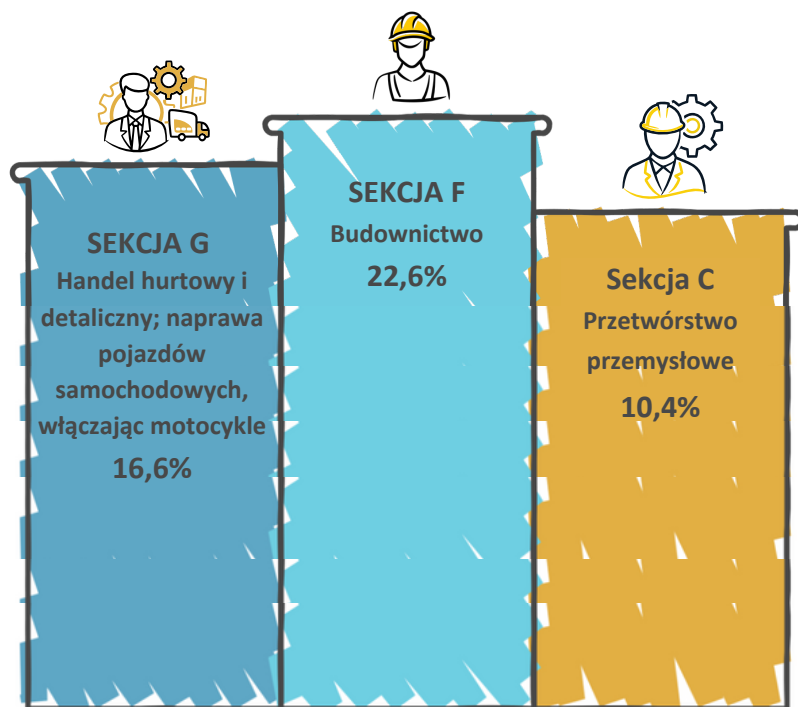 SEKCJA G
Handel hurtowy i
detaliczny; naprawa
pojazdów
samochodowych,
włączając motocykle
16,6%
SEKCJA F
Budownictwo
22,6%
Sekcja C
Przetwórstwo
przemysłowe
10,4%